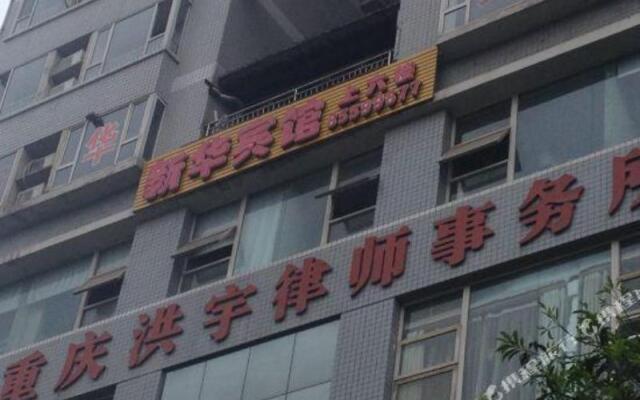 华
新华宾馆 上六楼
重庆洪宇律师事务所